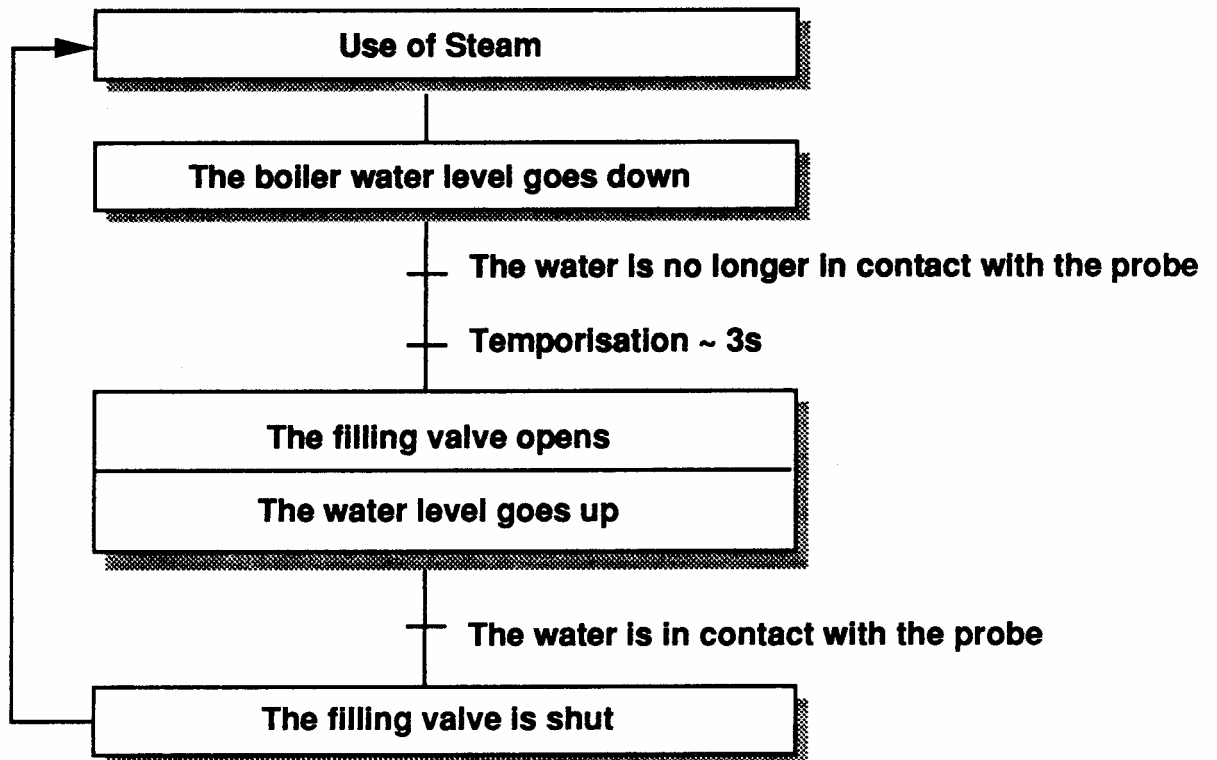 Use of Steam
The boiler water level goes down
The water is no longer in contact with the probe
Temporisation ~ 3s
The filling valve opens
The water level goes up
The water is in contact with the probe
The filling valve is shut